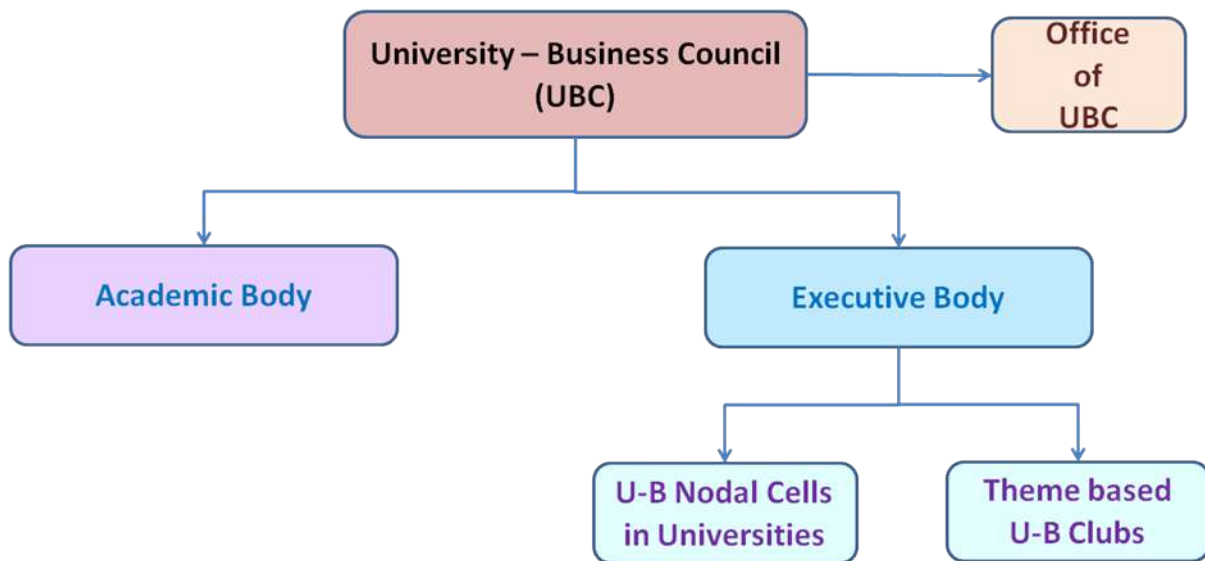 University – Business Council
(UBC)
Office
of
UBC
Academic Body
Executive Body
U-B Nodal Cells
in Universities
Theme based
U-B Clubs